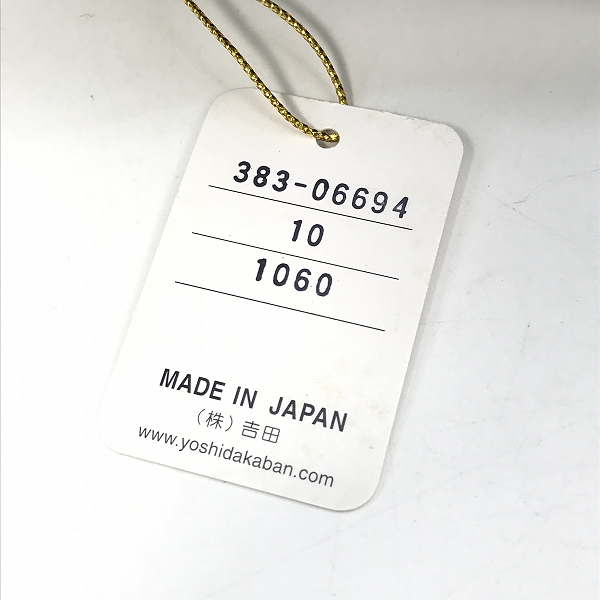 383-06694
10
1060
MADE IN JAPAN
(株)吉田
www.yoshidakaban.com